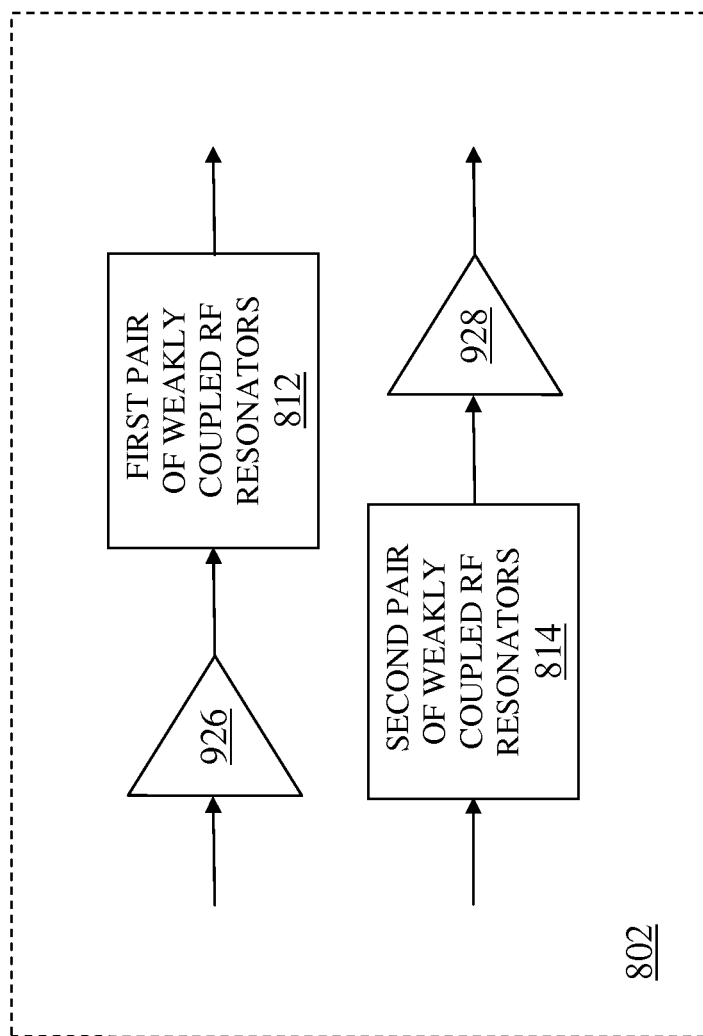 926
FIRST PAIR
OF WEAKLY
COUPLED RF
RESONATORS
812
SECOND PAIR
OF WEAKLY
COUPLED RF
RESONATORS
814
928
802